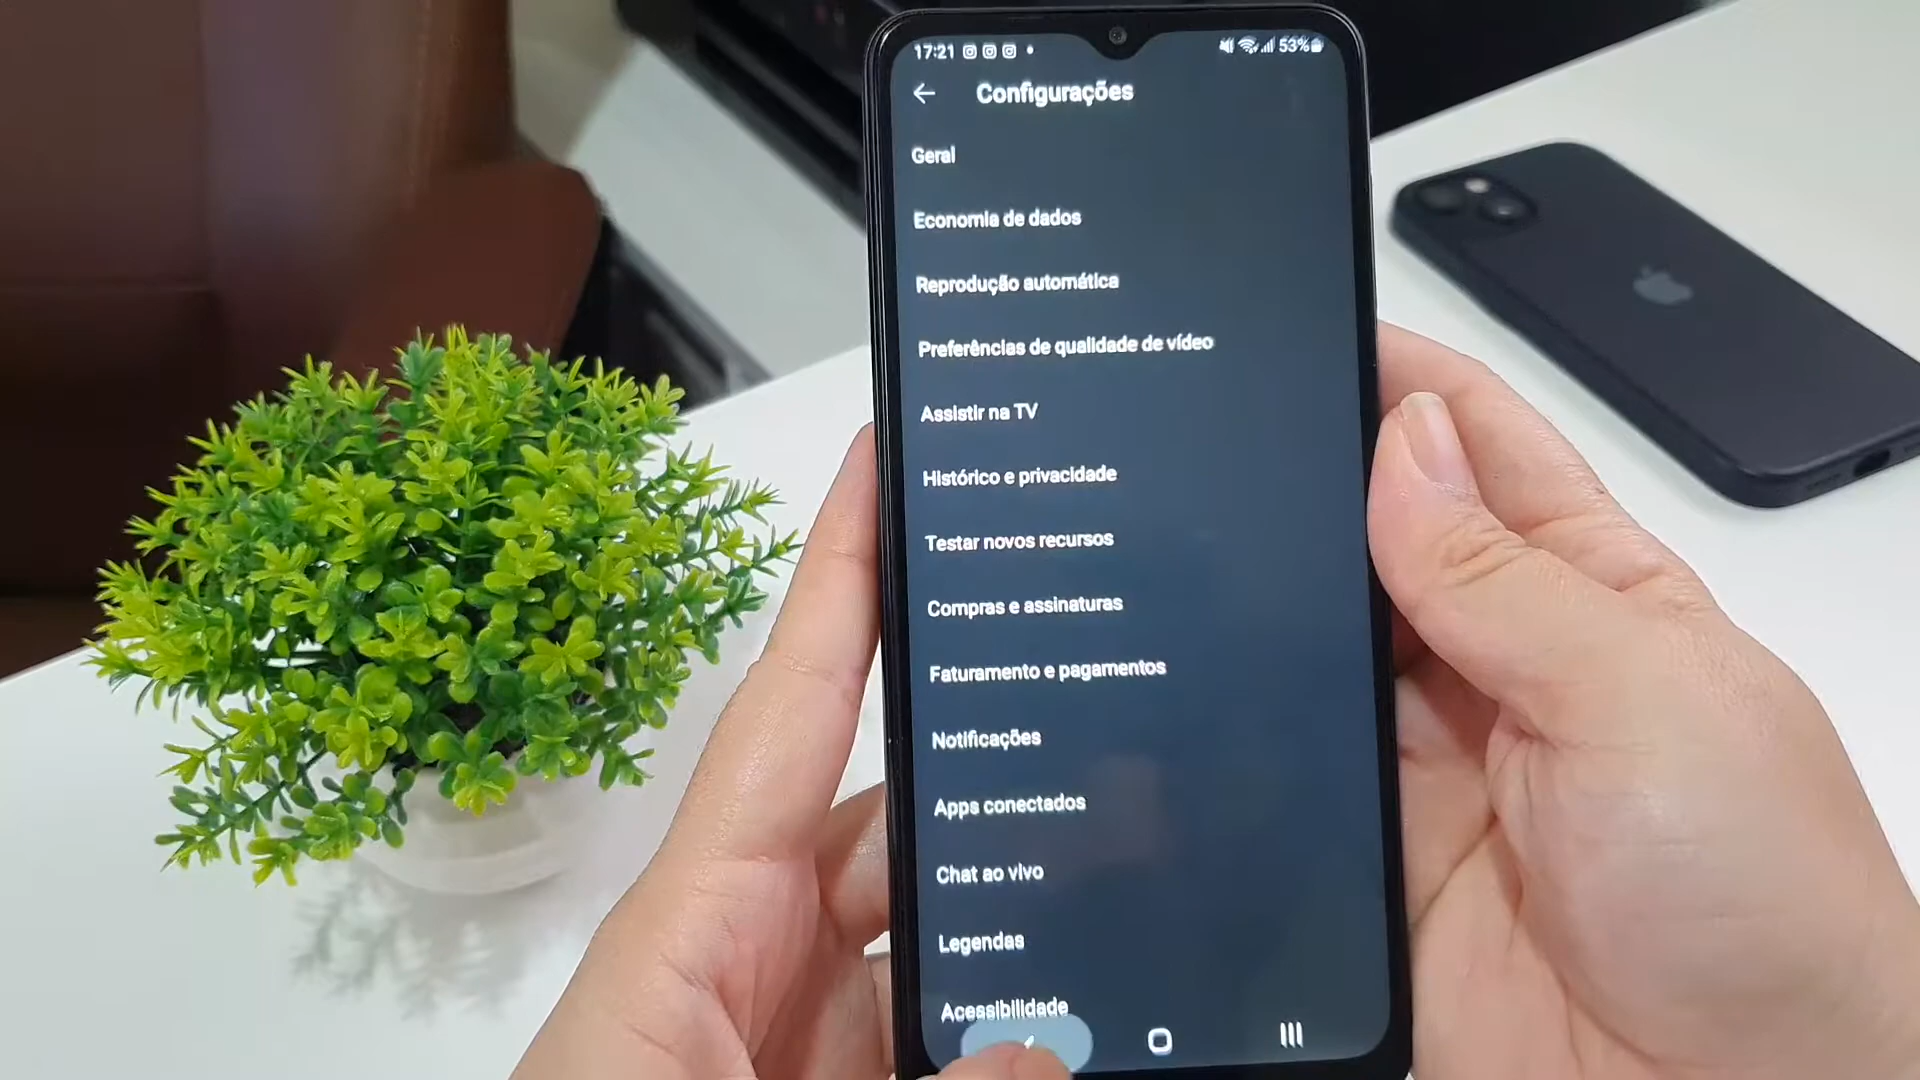 17:21 53%
Configurações
Geral
Economia de dados
Reprodução automática
Preferências de qualidade de vídeo
Assistir na TV
Histórico e privacidade
Testar novos recursos
Compras e assinaturas
Faturamento e pagamentos
Notificações
Apps conectados
Chat ao vivo
Legendas
Acessibilidade